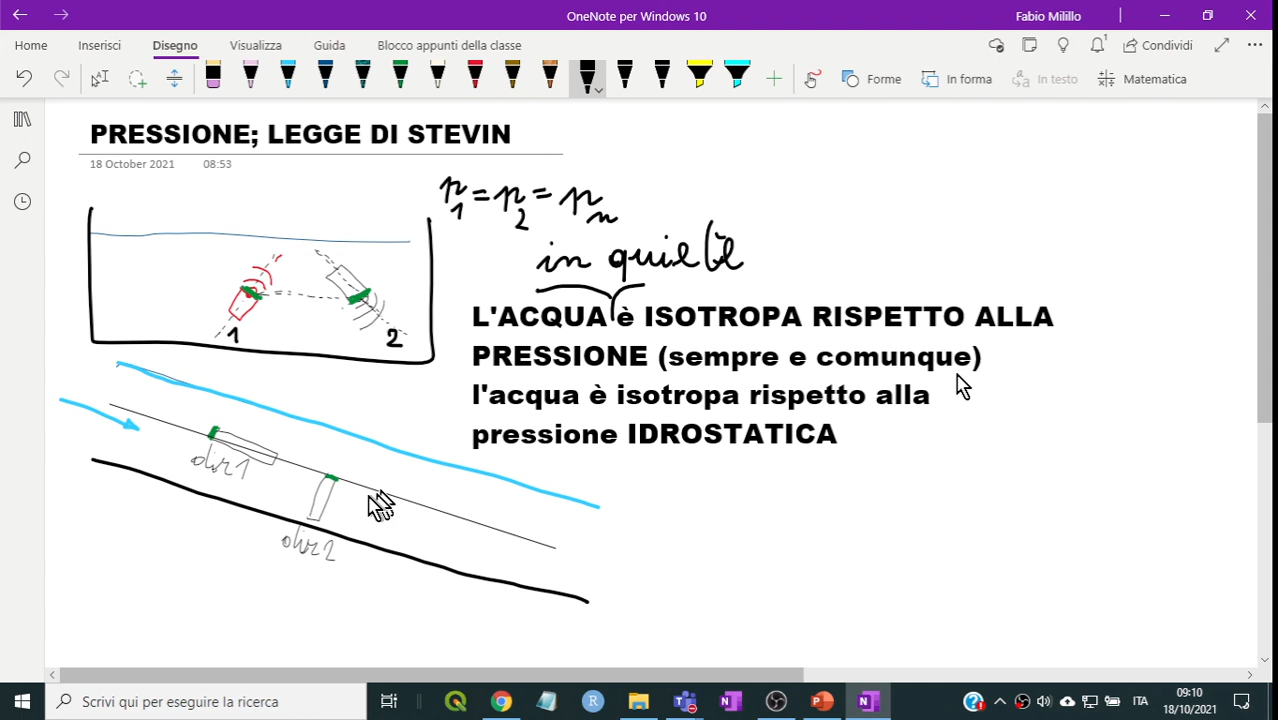 OneNote per Windows 10
Fabio Milillo
Home Inserisci Disegno Visualizza Guida Blocco appunti della classe
Condividi
Forme In forma In testo Matematica
PRESSIONE; LEGGE DI STEVIN
18 October 2021 08:53
p1 = p2 = pn
in quiete
L'ACQUA è ISOTROPA RISPETTO ALLA
PRESSIONE (sempre e comunque)
l'acqua è isotropa rispetto alla
pressione IDROSTATICA
1
2
dir1
dir2
Scrivi qui per eseguire la ricerca
ITA
09:10
18/10/2021